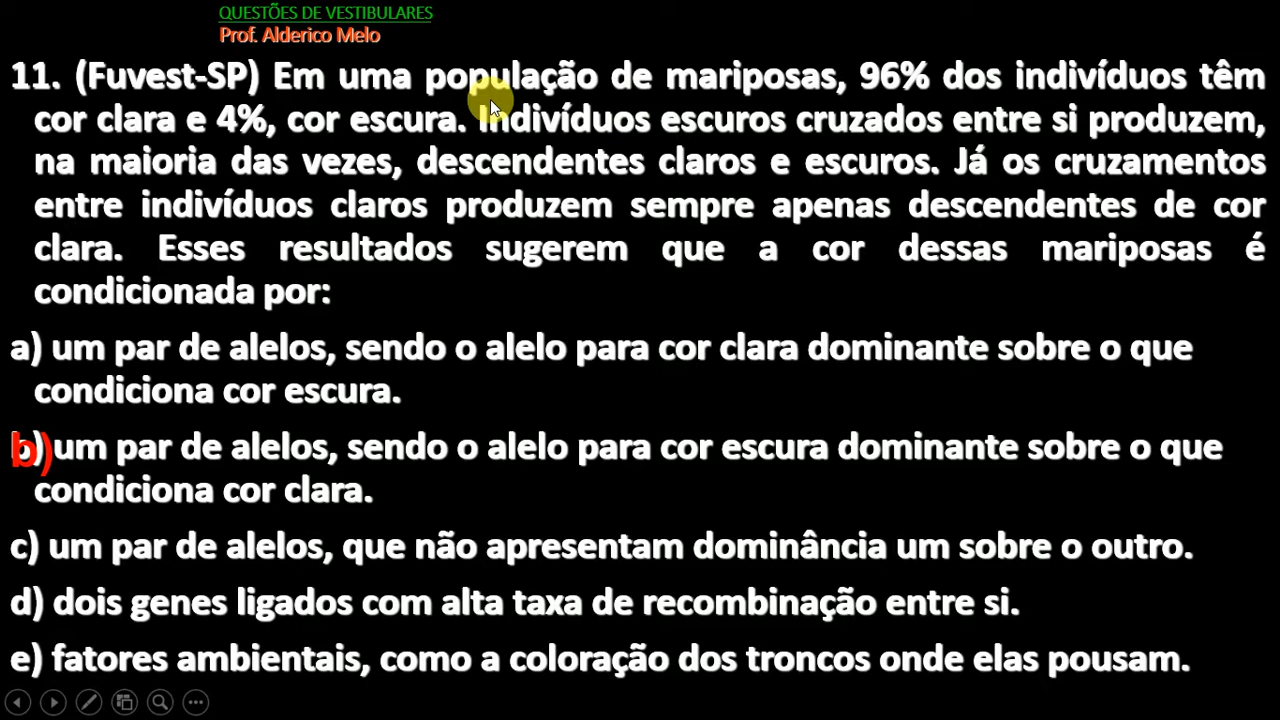 QUESTÕES DE VESTIBULARES
Prof. Alderico Melo
11. (Fuvest-SP) Em uma população de mariposas, 96% dos indivíduos têm
cor clara e 4%, cor escura. Indivíduos escuros cruzados entre si produzem,
na maioria das vezes, descendentes claros e escuros. Já os cruzamentos
entre indivíduos claros produzem sempre apenas descendentes de cor
clara. Esses resultados sugerem que a cor dessas mariposas é
condicionada por:
a) um par de alelos, sendo o alelo para cor clara dominante sobre o que
condiciona cor escura.
b) um par de alelos, sendo o alelo para cor escura dominante sobre o que
condiciona cor clara.
c) um par de alelos, que não apresentam dominância um sobre o outro.
d) dois genes ligados com alta taxa de recombinação entre si.
e) fatores ambientais, como a coloração dos troncos onde elas pousam.